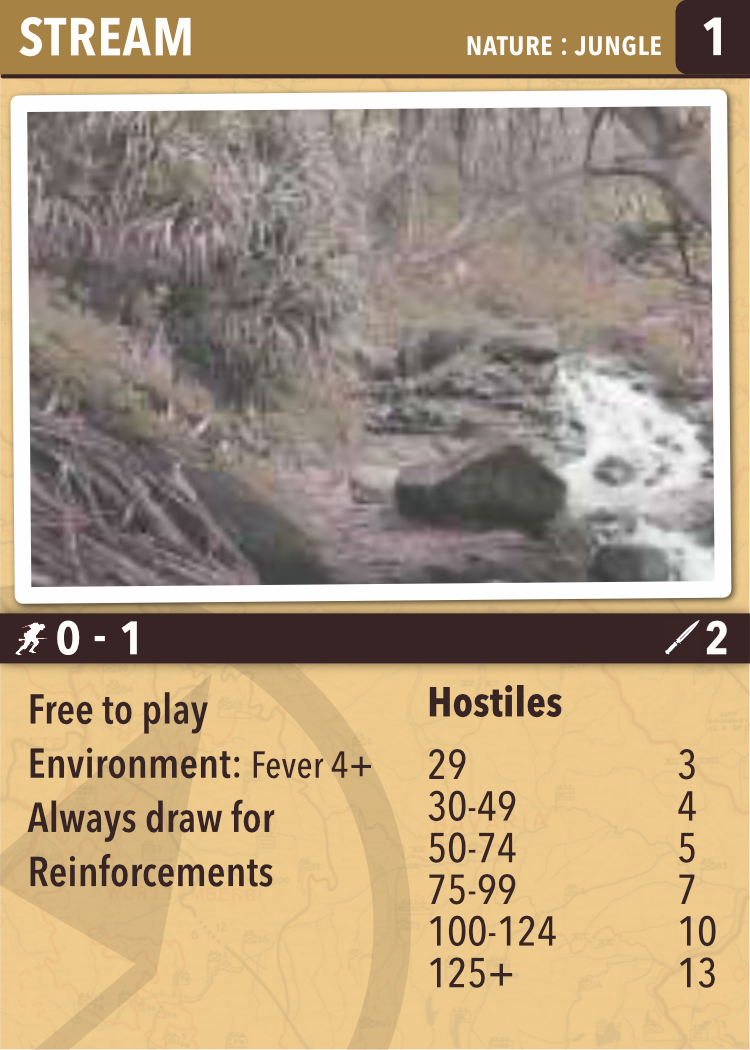 STREAM
NATURE : JUNGLE
1
0 - 1
2
Free to play
Environment: Fever 4+
Always draw for
Reinforcements
Hostiles
29 3
30-49 4
50-74 5
75-99 7
100-124 10
125+ 13